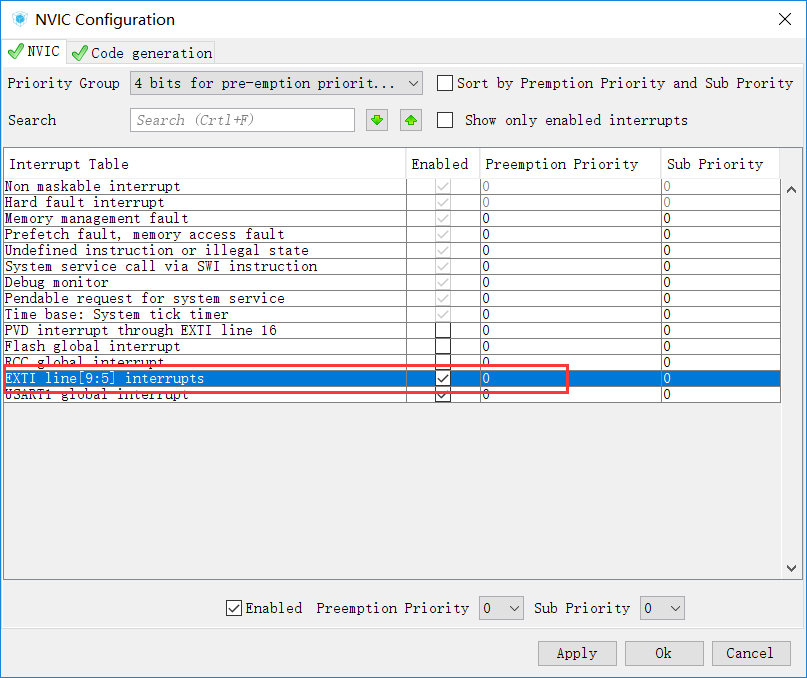 NVIC Configuration
NVIC Code generation
Priority Group 4 bits for pre-emption priorit... Sort by Premption Priority and Sub Prority
Search Search (Crtl+F) Show only enabled interrupts
Interrupt Table Enabled Preemption Priority Sub Priority
Non maskable interrupt 0 0
Hard fault interrupt 0 0
Memory management fault 0 0
Prefetch fault, memory access fault 0 0
Undefined instruction or illegal state 0 0
System service call via SWI instruction 0 0
Debug monitor 0 0
Pendable request for system service 0 0
Time base: System tick timer 0 0
PVD interrupt through EXTI line 16 0 0
Flash global interrupt 0 0
RCC global interrupt 0 0
EXTI line[9:5] interrupts 0 0
USART1 global interrupt 0 0
Enabled Preemption Priority 0 Sub Priority 0
Apply Ok Cancel